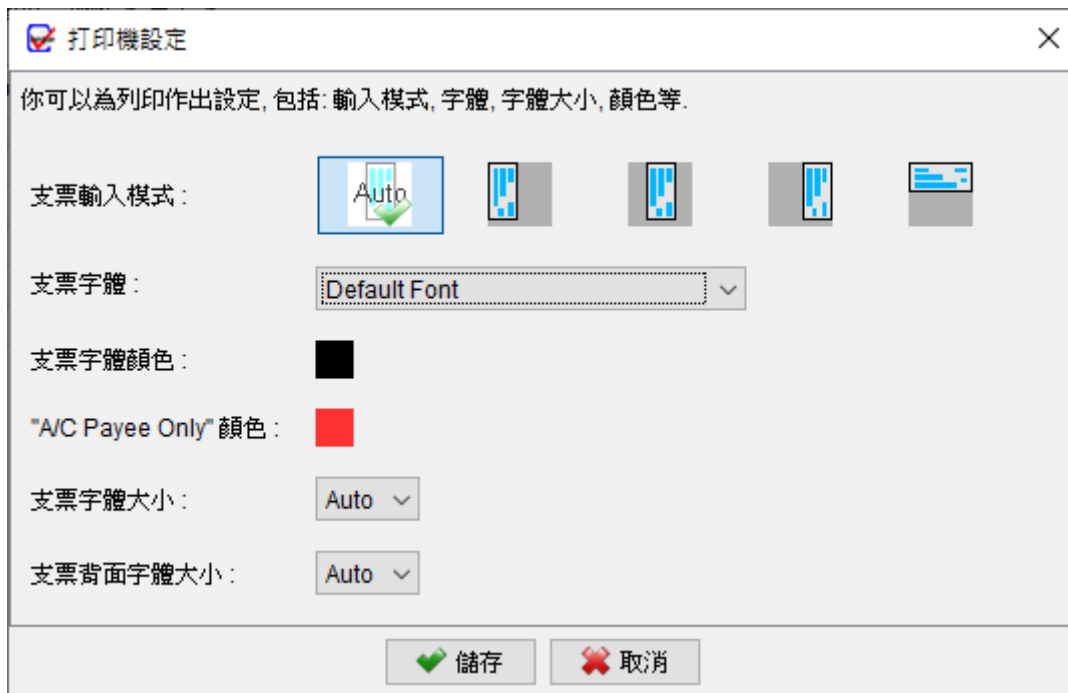 打印機設定
你可以為列印作出設定, 包括: 輸入模式, 字體, 字體大小, 顏色等.
支票輸入模式 :
Auto
支票字體 :
Default Font
支票字體顏色 :
"A/C Payee Only" 顏色 :
支票字體大小 :
Auto
支票背面字體大小 :
Auto
儲存
取消